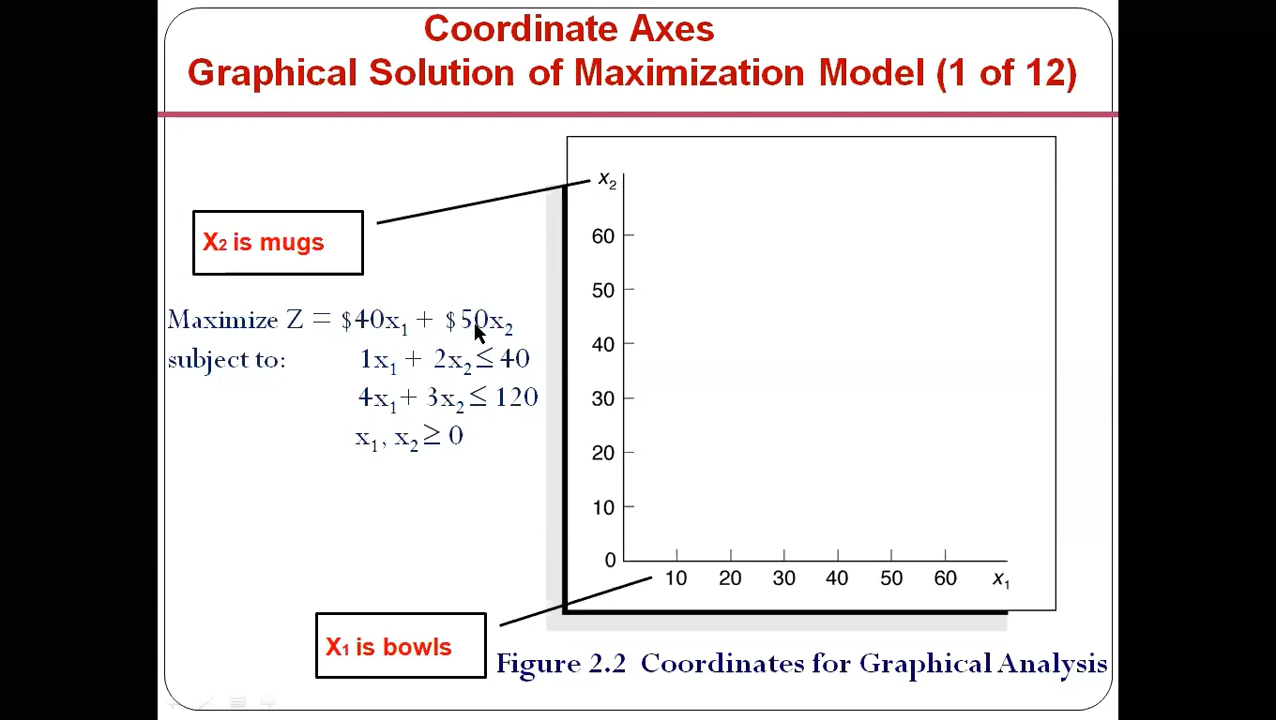 Coordinate Axes
Graphical Solution of Maximization Model (1 of 12)
X2 is mugs
Maximize Z = $40x1 + $50x2
subject to: 1x1 + 2x2 ≤ 40
4x1+ 3x2 ≤ 120
x1, x2 ≥ 0
X1 is bowls
x2
60
50
40
30
20
10
0
10 20 30 40 50 60 x1
Figure 2.2 Coordinates for Graphical Analysis